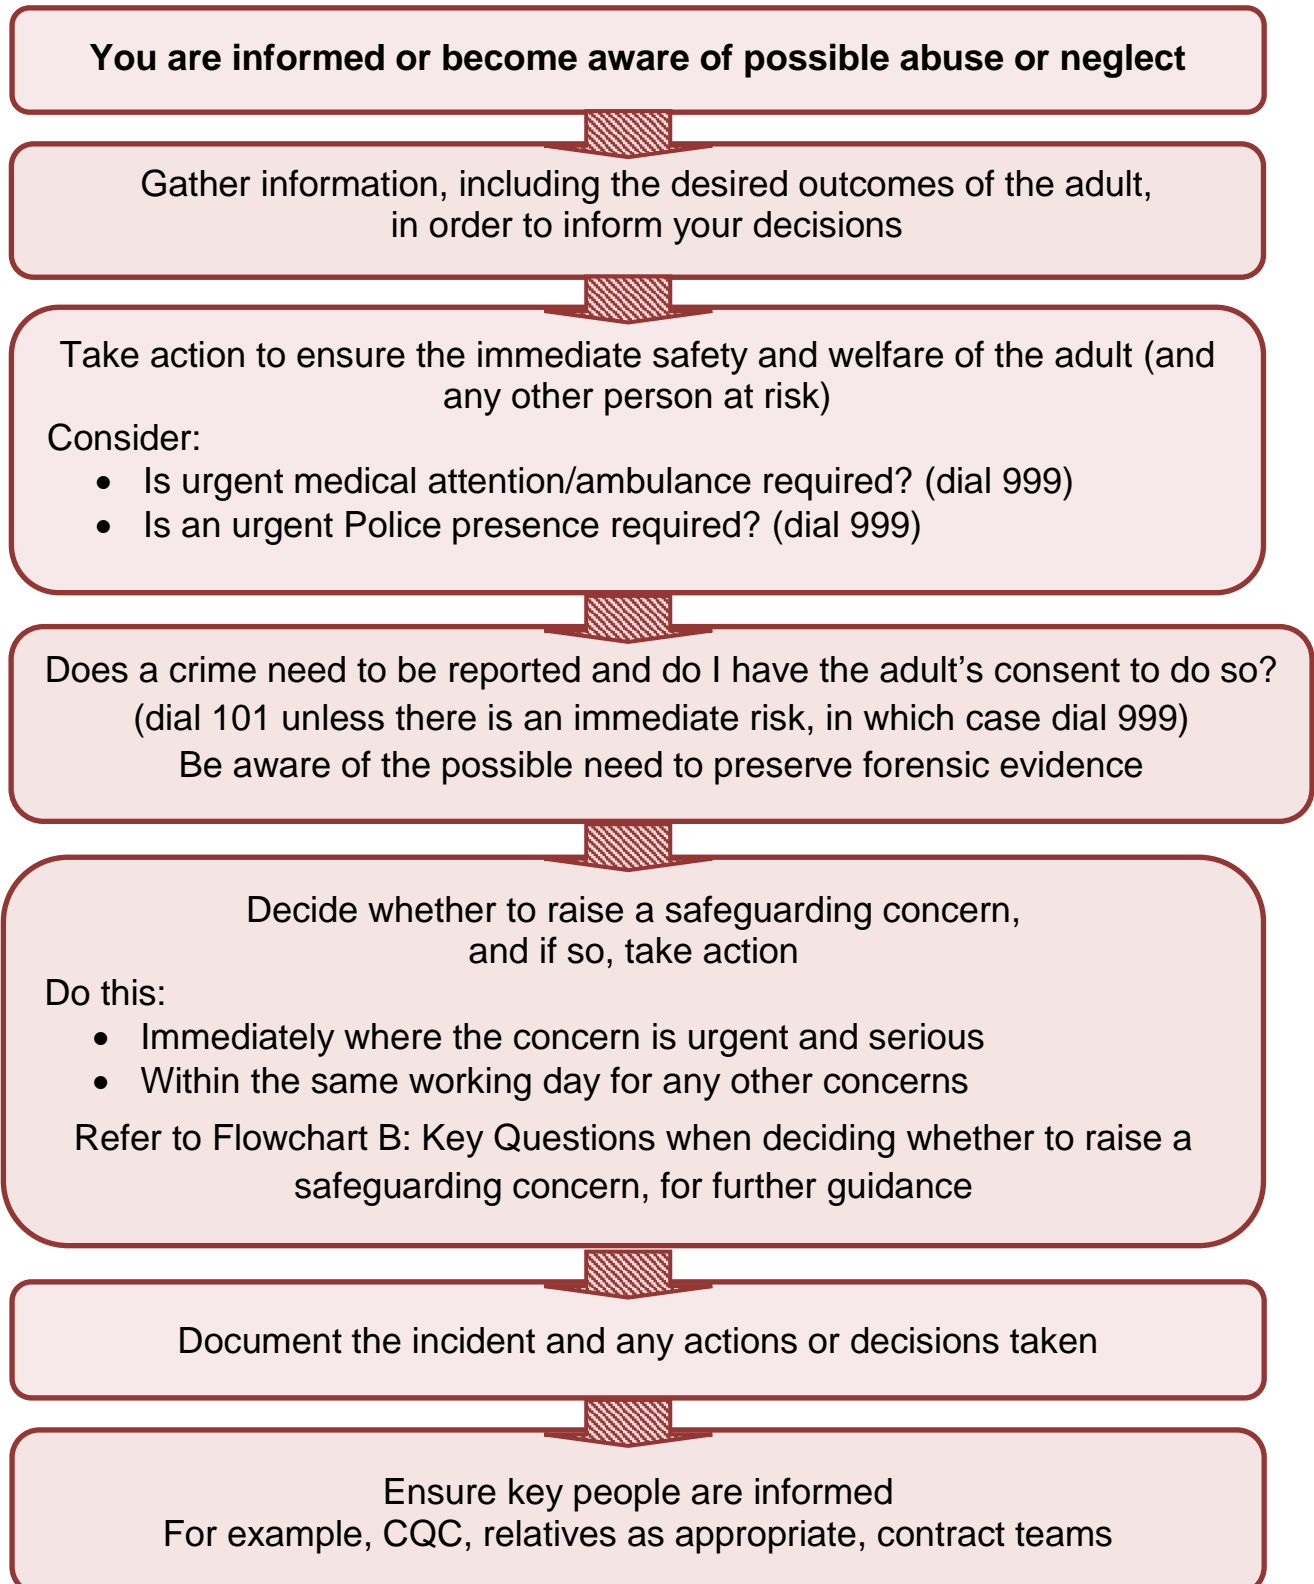 You are informed or become aware of possible abuse or neglect
Gather information, including the desired outcomes of the adult,
in order to inform your decisions
Take action to ensure the immediate safety and welfare of the adult (and
any other person at risk)
Consider:
• Is urgent medical attention/ambulance required? (dial 999)
• Is an urgent Police presence required? (dial 999)
Does a crime need to be reported and do I have the adult’s consent to do so?
(dial 101 unless there is an immediate risk, in which case dial 999)
Be aware of the possible need to preserve forensic evidence
Decide whether to raise a safeguarding concern,
and if so, take action
Do this:
• Immediately where the concern is urgent and serious
• Within the same working day for any other concerns
Refer to Flowchart B: Key Questions when deciding whether to raise a
safeguarding concern, for further guidance
Document the incident and any actions or decisions taken
Ensure key people are informed
For example, CQC, relatives as appropriate, contract teams